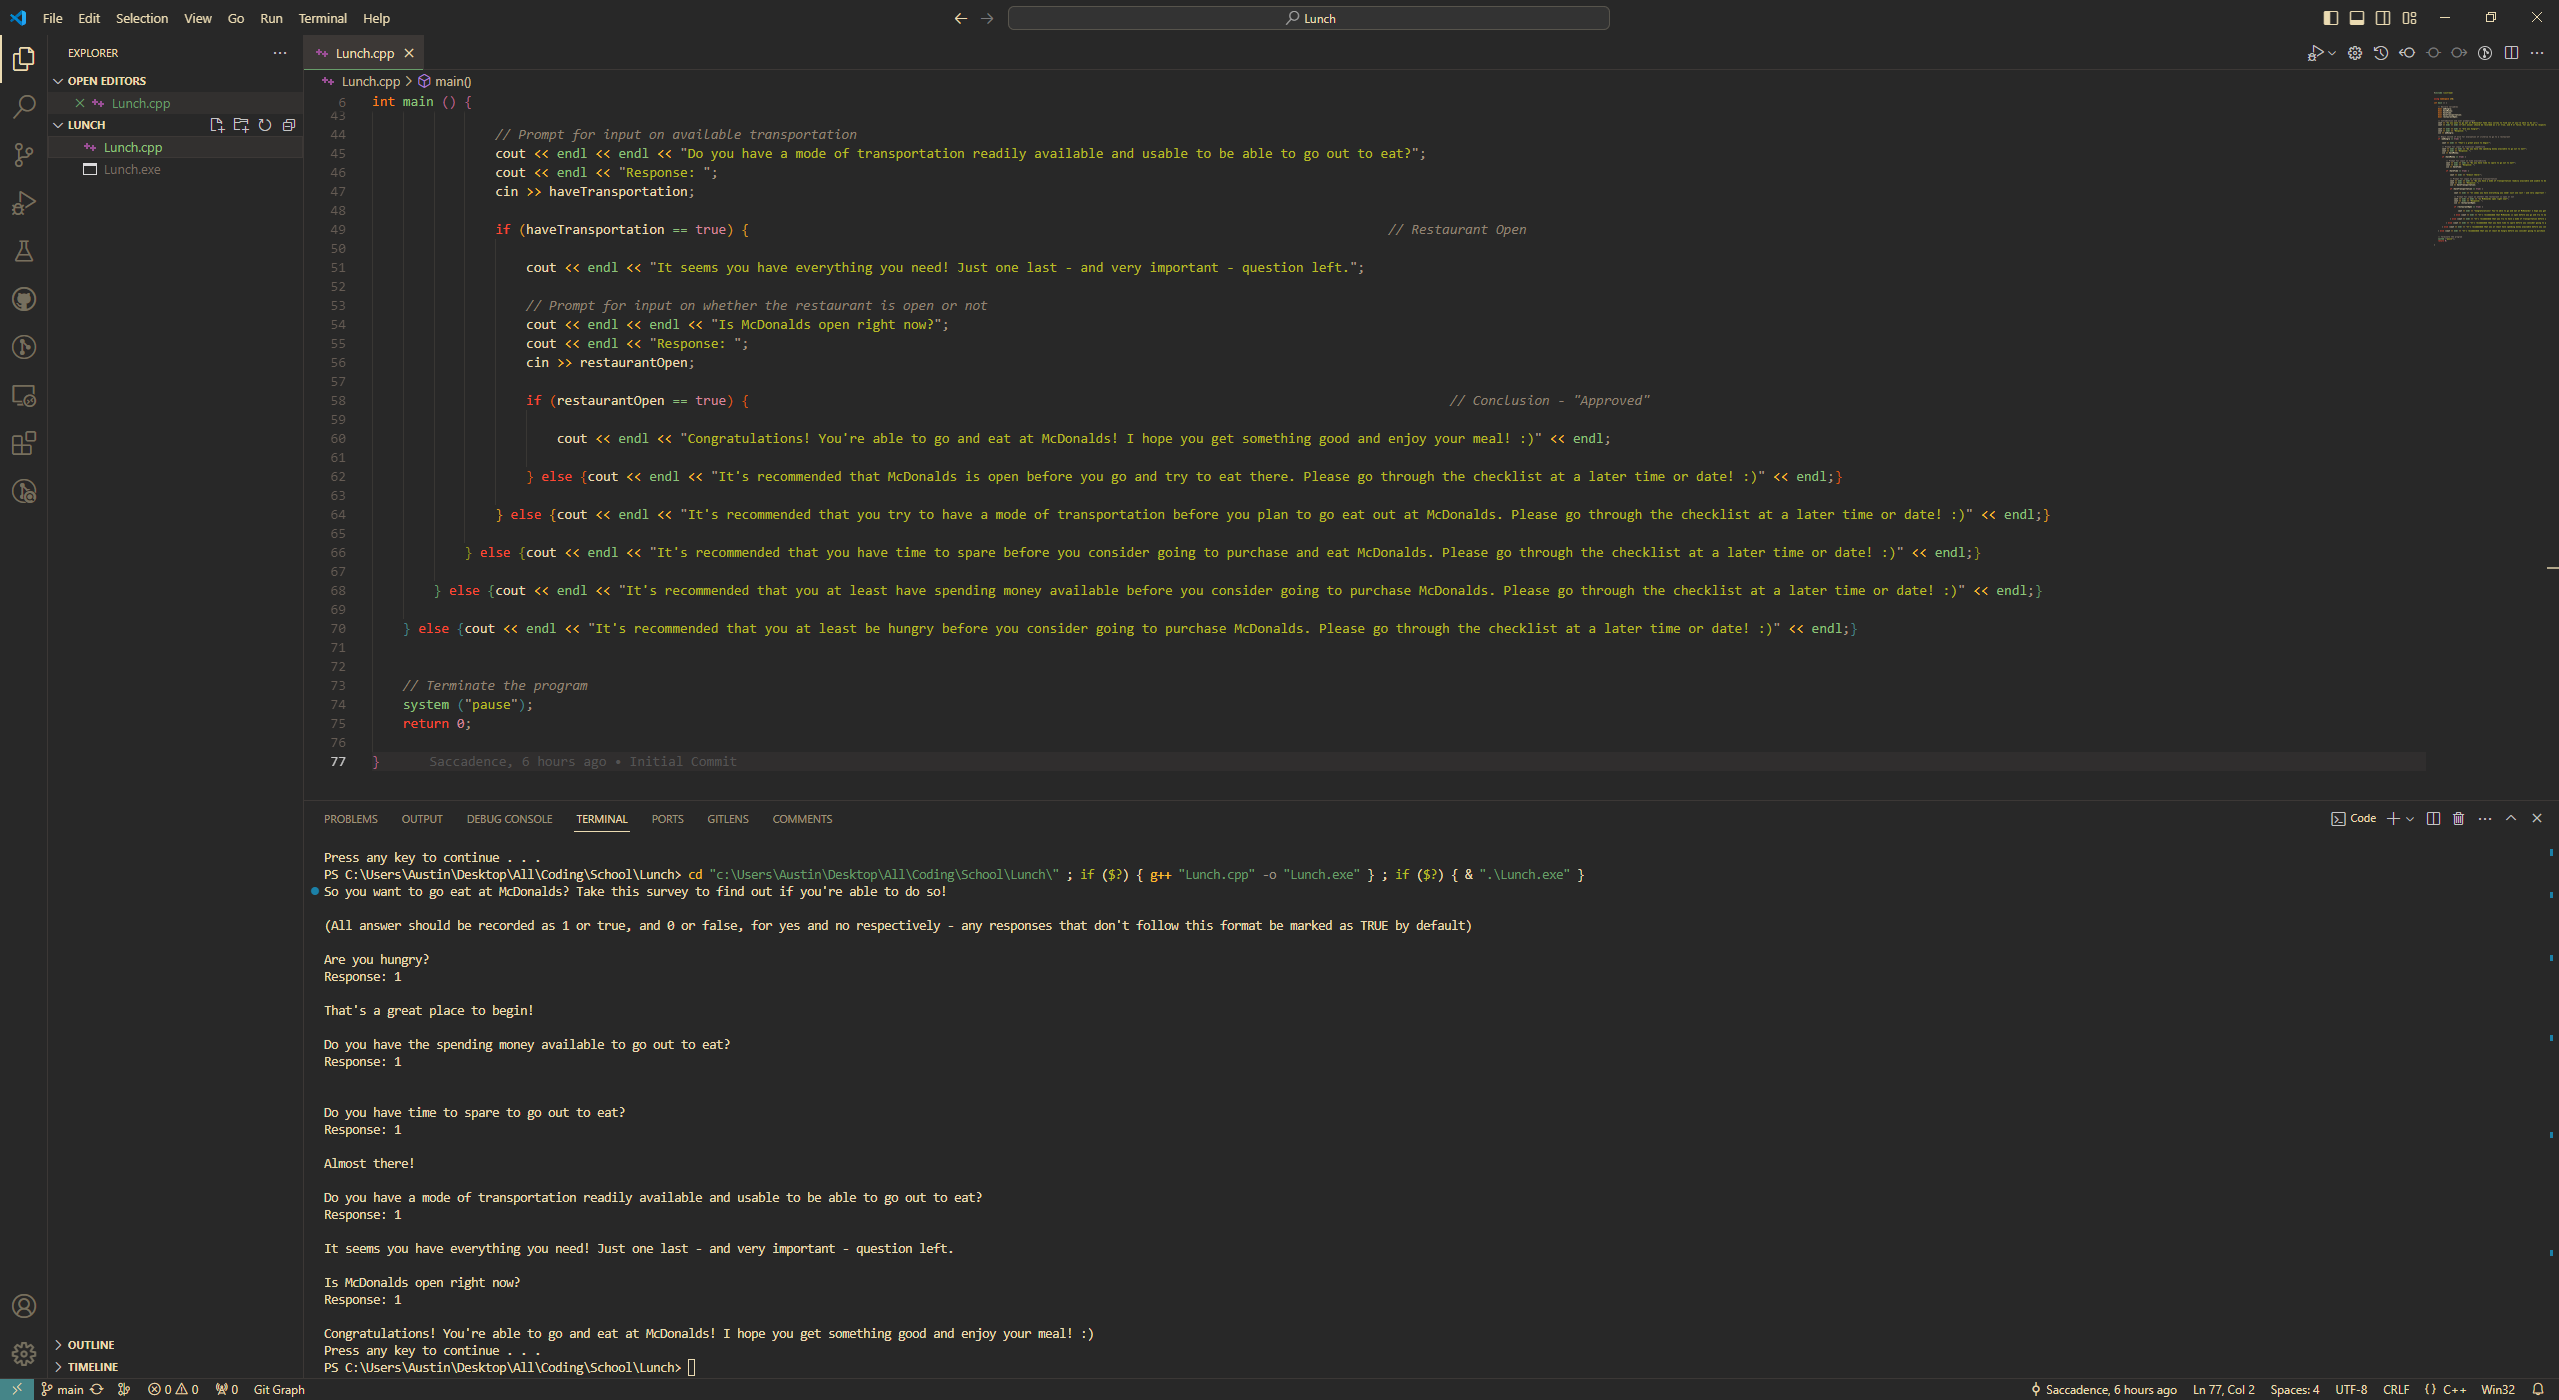 File Edit Selection View Go Run Terminal Help
Lunch
EXPLORER
OPEN EDITORS
Lunch.cpp
LUNCH
Lunch.cpp
Lunch.exe
OUTLINE
TIMELINE
Lunch.cpp
Lunch.cpp > main()
6 int main () {
43
44 // Prompt for input on available transportation
45 cout << endl << endl << "Do you have a mode of transportation readily available and usable to be able to go out to eat?";
46 cout << endl << "Response: ";
47 cin >> haveTransportation;
48
49 if (haveTransportation == true) { // Restaurant Open
50
51 cout << endl << "It seems you have everything you need! Just one last - and very important - question left.";
52
53 // Prompt for input on whether the restaurant is open or not
54 cout << endl << endl << "Is McDonalds open right now?";
55 cout << endl << "Response: ";
56 cin >> restaurantOpen;
57
58 if (restaurantOpen == true) { // Conclusion - "Approved"
59
60 cout << endl << "Congratulations! You're able to go and eat at McDonalds! I hope you get something good and enjoy your meal! :)" << endl;
61
62 } else {cout << endl << "It's recommended that McDonalds is open before you go and try to eat there. Please go through the checklist at a later time or date! :)" << endl;}
63
64 } else {cout << endl << "It's recommended that you try to have a mode of transportation before you plan to go eat out at McDonalds. Please go through the checklist at a later time or date! :)" << endl;}
65
66 } else {cout << endl << "It's recommended that you have time to spare before you consider going to purchase and eat McDonalds. Please go through the checklist at a later time or date! :)" << endl;}
67
68 } else {cout << endl << "It's recommended that you at least have spending money available before you consider going to purchase McDonalds. Please go through the checklist at a later time or date! :)" << endl;}
69
70 } else {cout << endl << "It's recommended that you at least be hungry before you consider going to purchase McDonalds. Please go through the checklist at a later time or date! :)" << endl;}
71
72
73 // Terminate the program
74 system ("pause");
75 return 0;
76
77 } Saccadence, 6 hours ago • Initial Commit
PROBLEMS OUTPUT DEBUG CONSOLE TERMINAL PORTS GITLENS COMMENTS
Code
Press any key to continue . . .
PS C:\Users\Austin\Desktop\All\Coding\School\Lunch> cd "c:\Users\Austin\Desktop\All\Coding\School\Lunch\" ; if ($?) { g++ "Lunch.cpp" -o "Lunch.exe" } ; if ($?) { & ".\Lunch.exe" }
So you want to go eat at McDonalds? Take this survey to find out if you're able to do so!
(All answer should be recorded as 1 or true, and 0 or false, for yes and no respectively - any responses that don't follow this format be marked as TRUE by default)
Are you hungry?
Response: 1
That's a great place to begin!
Do you have the spending money available to go out to eat?
Response: 1
Do you have time to spare to go out to eat?
Response: 1
Almost there!
Do you have a mode of transportation readily available and usable to be able to go out to eat?
Response: 1
It seems you have everything you need! Just one last - and very important - question left.
Is McDonalds open right now?
Response: 1
Congratulations! You're able to go and eat at McDonalds! I hope you get something good and enjoy your meal! :)
Press any key to continue . . .
PS C:\Users\Austin\Desktop\All\Coding\School\Lunch>
main 0 0 0 Git Graph
Saccadence, 6 hours ago Ln 77, Col 2 Spaces: 4 UTF-8 CRLF {} C++ Win32